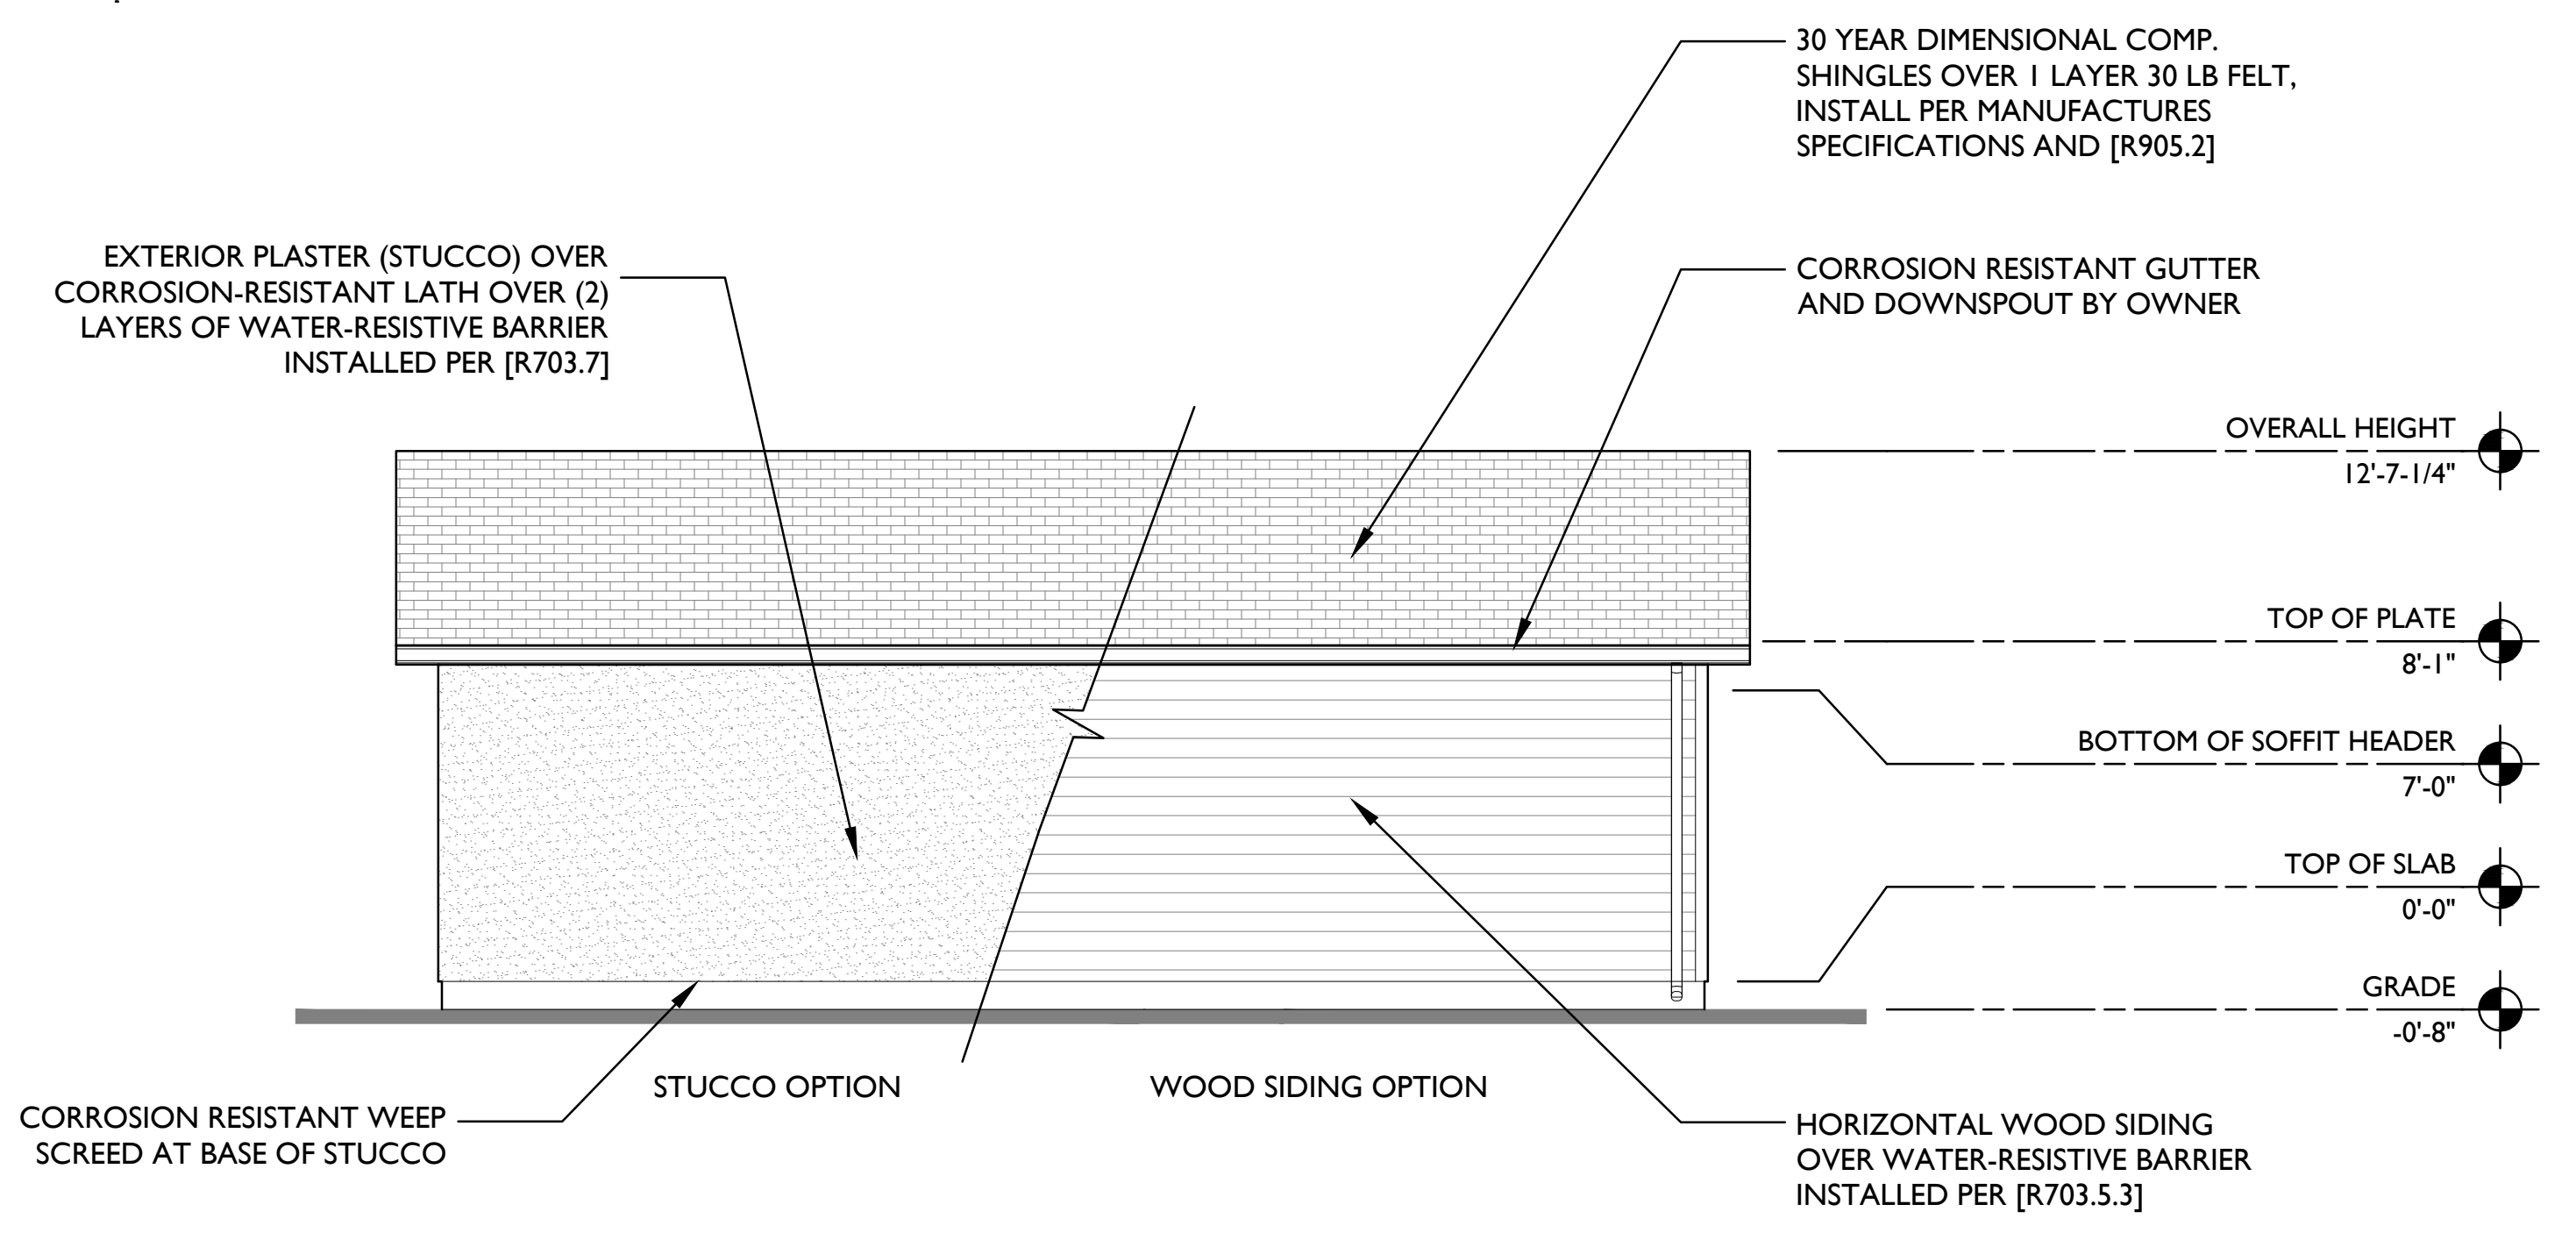 30 YEAR DIMENSIONAL COMP.
SHINGLES OVER 1 LAYER 30 LB FELT,
INSTALL PER MANUFACTURES
SPECIFICATIONS AND [R905.2]
EXTERIOR PLASTER (STUCCO) OVER
CORROSION-RESISTANT LATH OVER (2)
LAYERS OF WATER-RESISTIVE BARRIER
INSTALLED PER [R703.7]
CORROSION RESISTANT GUTTER
AND DOWNSPOUT BY OWNER
OVERALL HEIGHT
12'-7-1/4"
TOP OF PLATE
8'-1"
BOTTOM OF SOFFIT HEADER
7'-0"
TOP OF SLAB
0'-0"
GRADE
-0'-8"
STUCCO OPTION
WOOD SIDING OPTION
CORROSION RESISTANT WEEP
SCREED AT BASE OF STUCCO
HORIZONTAL WOOD SIDING
OVER WATER-RESISTIVE BARRIER
INSTALLED PER [R703.5.3]